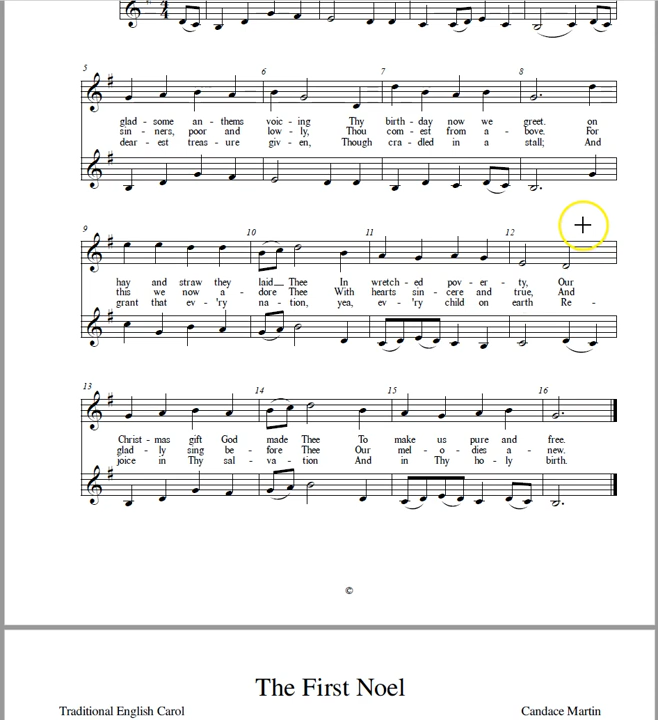 4
4
5 6 7 8
glad - some an - thems voic - ing Thy birth - day now we greet. on
sin - ners, poor and low - ly, Thou com - est from a - bove. For
dear - est treas - ure giv - en, Though cra - dled in a stall; And
9 10 11 12
hay and straw they laid__ Thee In wretch - ed pov - er - ty, Our
this we now a - dore Thee With hearts sin - cere and true, And
grant that ev - 'ry na - tion, yea, ev - 'ry child on earth Re -
13 14 15 16
Christ - mas gift God made Thee To make us pure and free.
glad - ly sing be - fore Thee Our mel - o - dies a - new.
joice in Thy sal - va - tion And in Thy ho - ly birth.
©
The First Noel
Traditional English Carol Candace Martin